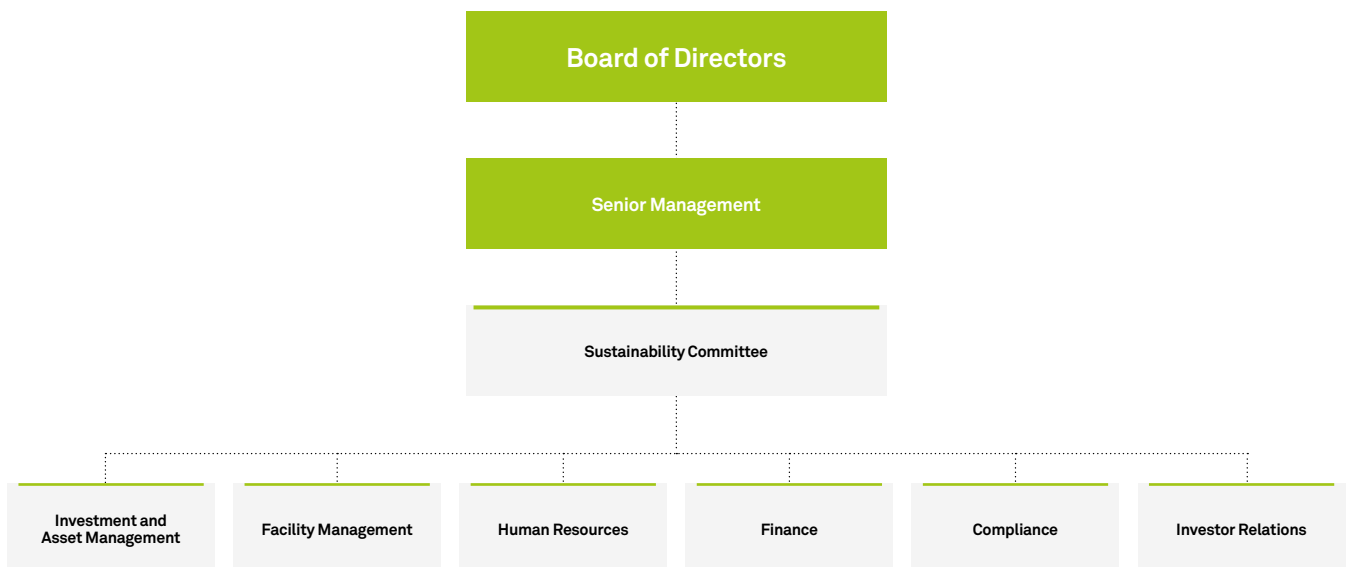 Board of Directors
Senior Management
Sustainability Committee
Investment and
Asset Management
Facility Management
Human Resources
Finance
Compliance
Investor Relations